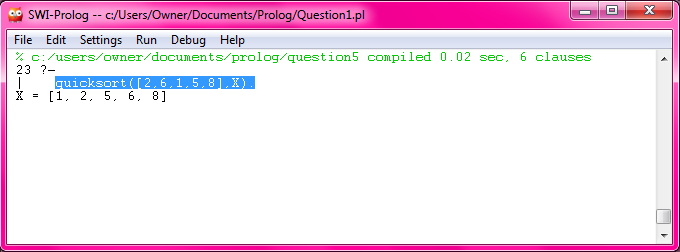 SWI-Prolog -- c:/Users/Owner/Documents/Prolog/Question1.pl
File Edit Settings Run Debug Help
% c:/users/owner/documents/prolog/question5 compiled 0.02 sec, 6 clauses
23 ?-
| quicksort([2,6,1,5,8],X).
X = [1, 2, 5, 6, 8]